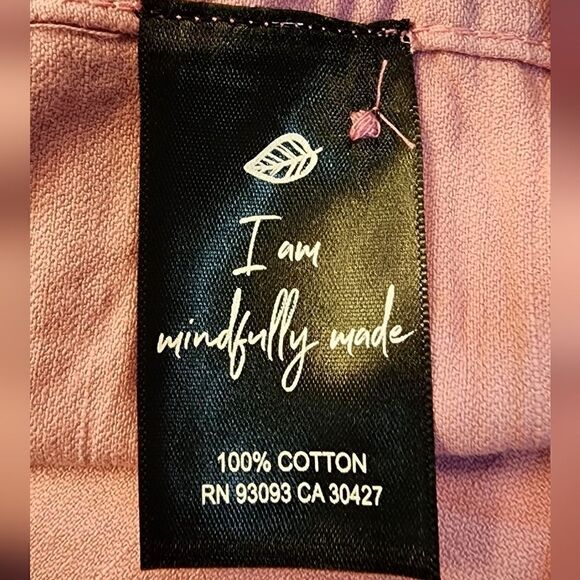 I am
mindfully made
100% COTTON
RN 93093 CA 30427